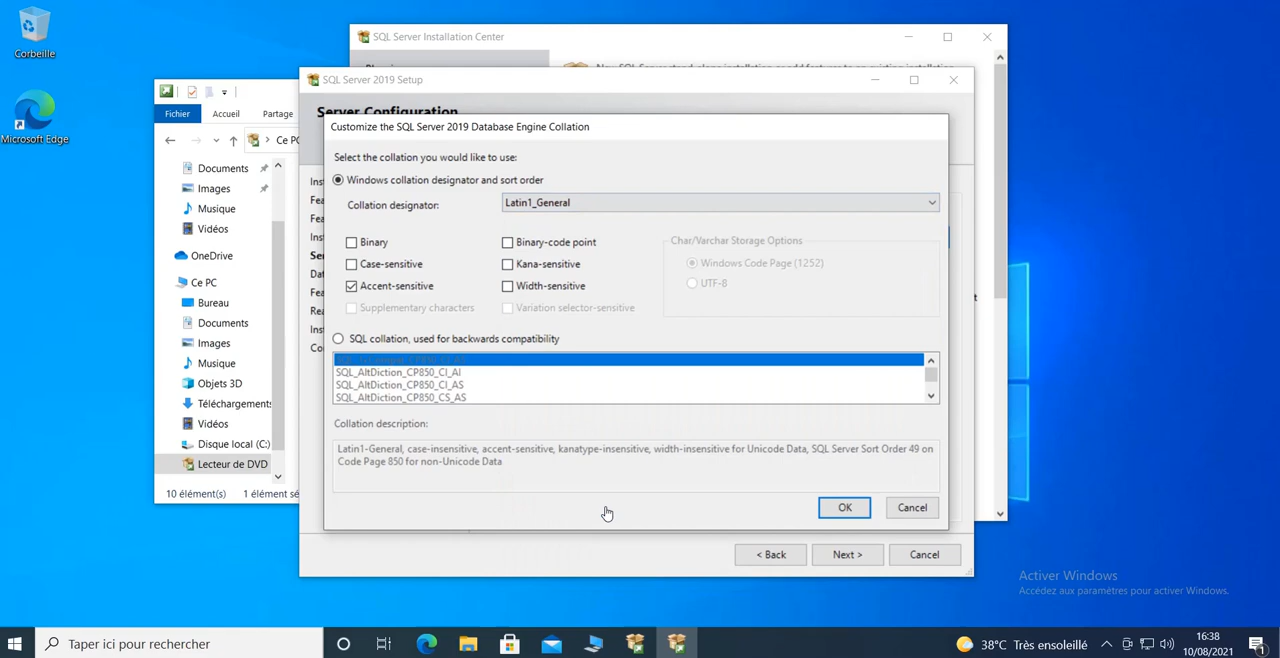 Corbeille
Microsoft Edge
SQL Server Installation Center
SQL Server 2019 Setup
Server Configuration
Fichier
Accueil
Partage
Ce PC
Documents
Images
Musique
Vidéos
OneDrive
Ce PC
Bureau
Documents
Images
Musique
Objets 3D
Téléchargements
Vidéos
Disque local (C:)
Lecteur de DVD
10 élément(s)
1 élément sé
Customize the SQL Server 2019 Database Engine Collation
Select the collation you would like to use:
Windows collation designator and sort order
Collation designator:
Latin1_General
Binary
Binary-code point
Char/Varchar Storage Options
Case-sensitive
Kana-sensitive
Windows Code Page (1252)
Accent-sensitive
Width-sensitive
UTF-8
Supplementary characters
Variation selector-sensitive
SQL collation, used for backwards compatibility
SQL_AltDiction_CP850_CI_AI
SQL_AltDiction_CP850_CI_AS
SQL_AltDiction_CP850_CS_AS
Collation description:
Latin1-General, case-insensitive, accent-sensitive, kanatype-insensitive, width-insensitive for Unicode Data, SQL Server Sort Order 49 on
Code Page 850 for non-Unicode Data
OK
Cancel
< Back
Next >
Cancel
Activer Windows
Accédez aux paramètres pour activer Windows.
Taper ici pour rechercher
38°C Très ensoleillé
16:38
10/08/2021
1